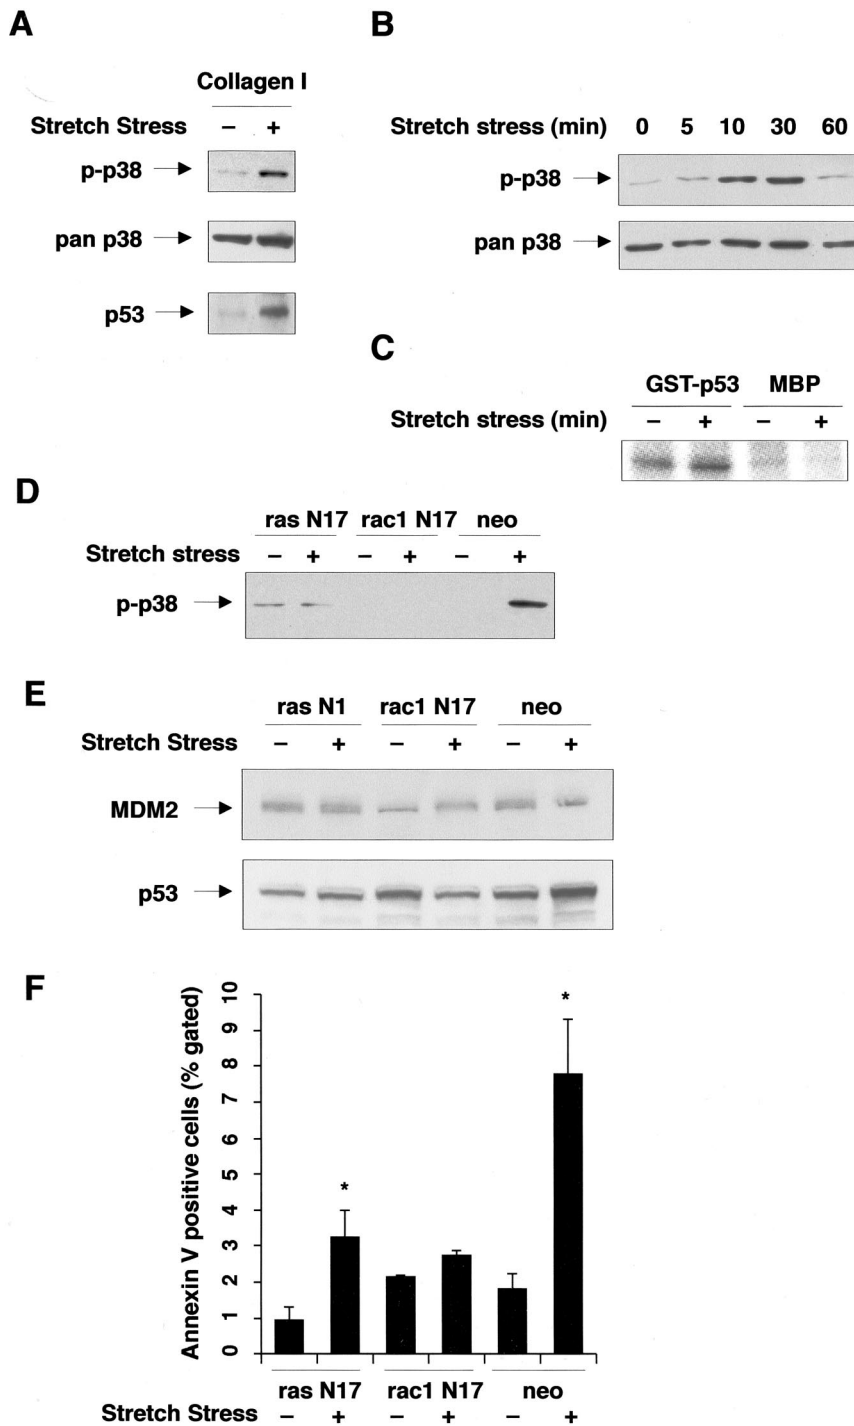 A
Collagen I
Stretch Stress – +
p-p38
pan p38
p53
B
Stretch stress (min) 0 5 10 30 60
p-p38
pan p38
C
GST-p53 MBP
Stretch stress (min) – + – +
D
ras N17 rac1 N17 neo
Stretch stress – + – + – +
p-p38
E
ras N1 rac1 N17 neo
Stretch Stress – + – + – +
MDM2
p53
F
Annexin V positive cells (% gated)
10
9
8
7
6
5
4
3
2
1
0
*
*
ras N17 rac1 N17 neo
Stretch Stress – + – + – +